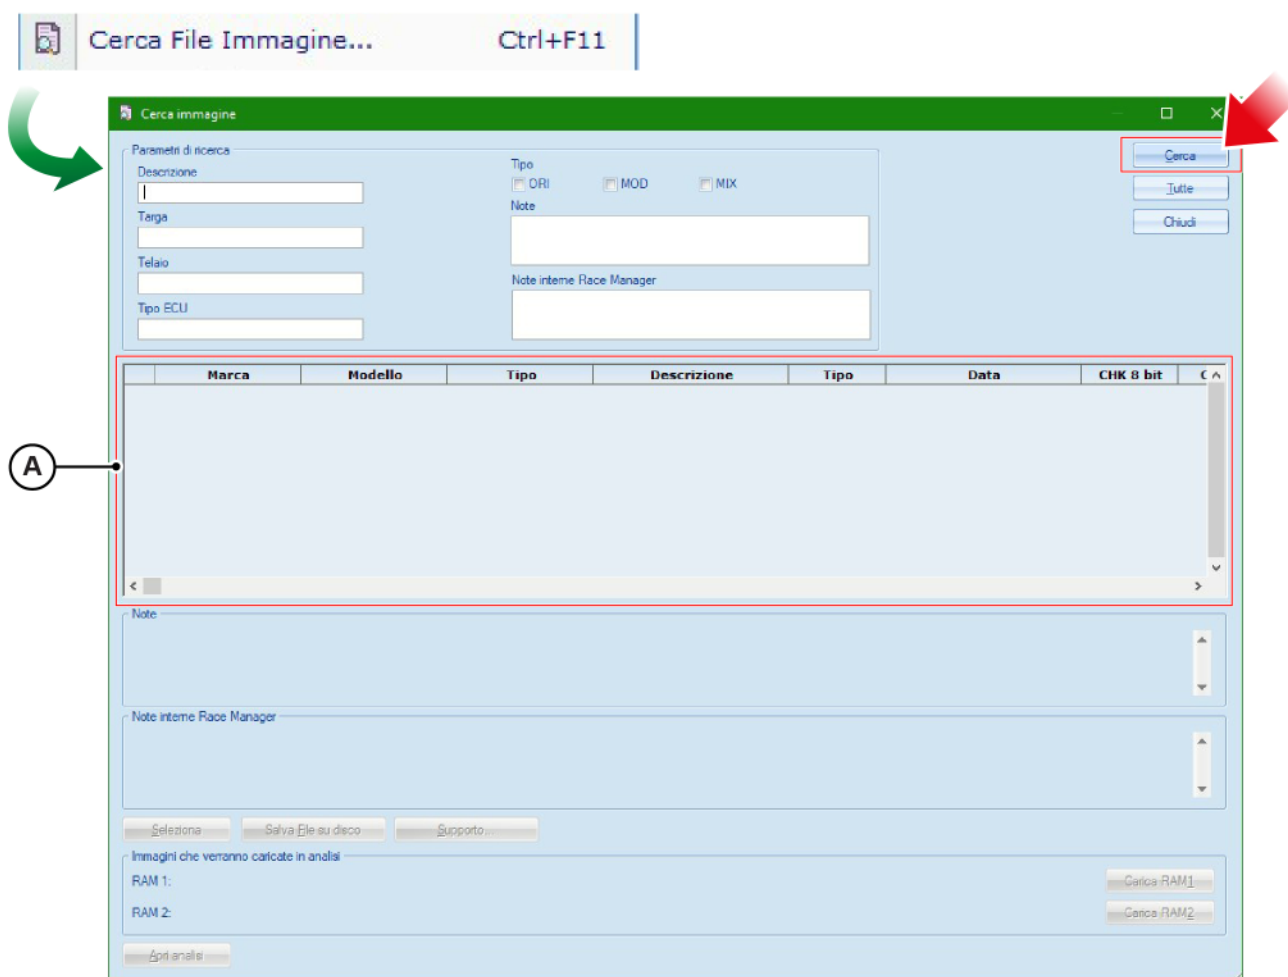 Cerca File Immagine... Ctrl+F11
Cerca immagine
Parametri di ricerca
Descrizione
Targa
Telaio
Tipo ECU
Tipo
ORI MOD MIX
Note
Note interne Race Manager
Cerca
Tutte
Chiudi
Marca Modello Tipo Descrizione Tipo Data CHK 8 bit C
A
Note
Note interne Race Manager
Seleziona Salva File su disco Supporto...
Immagini che verranno caricate in analisi
RAM 1: Carica RAM1
RAM 2: Carica RAM2
Apri analisi